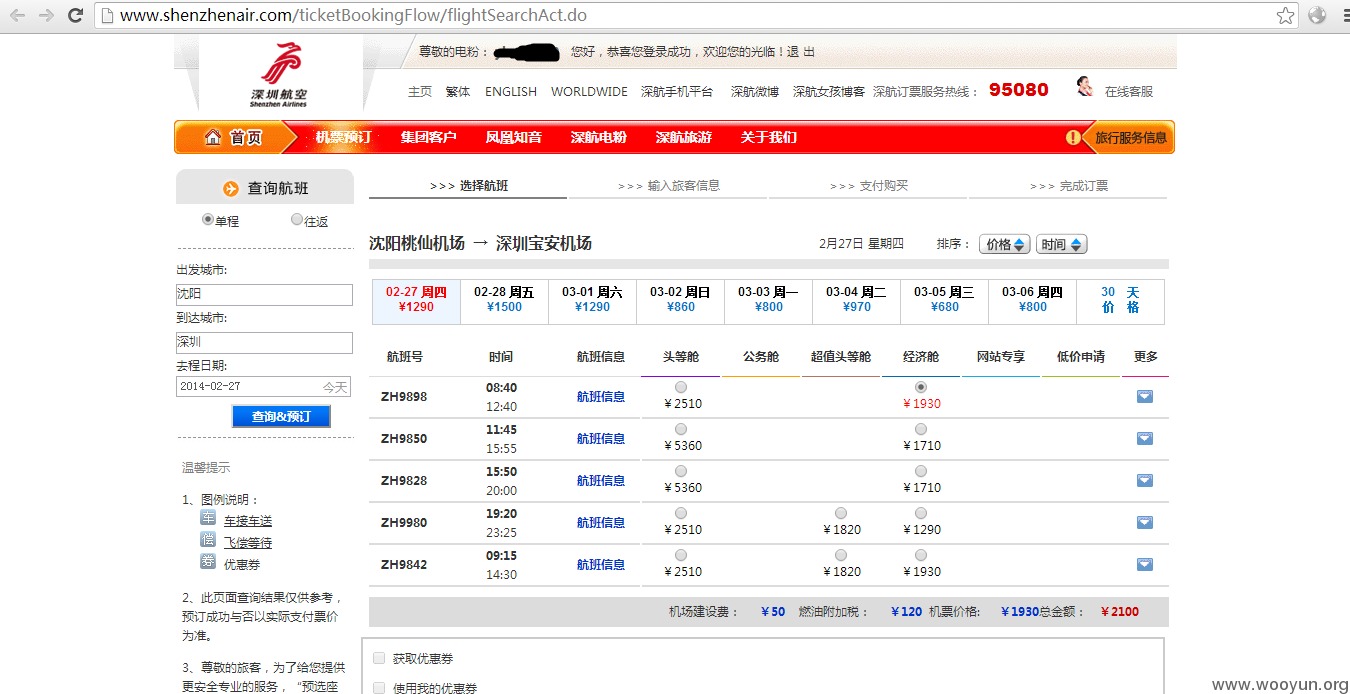 www.shenzhenair.com/ticketBookingFlow/flightSearchAct.do
深圳航空
Shenzhen Airlines
尊敬的电粉： 您好，恭喜您登录成功，欢迎您的光临！退 出
主页 繁体 ENGLISH WORLDWIDE 深航手机平台 深航微博 深航女孩博客 深航订票服务热线： 95080 在线客服
首页 机票预订 集团客户 凤凰知音 深航电粉 深航旅游 关于我们 旅行服务信息
查询航班
单程 往返
出发城市:
沈阳
到达城市:
深圳
去程日期:
2014-02-27 今天
查询&预订
温馨提示
1、图例说明：
车 车接车送
偿 飞偿等待
券 优惠券
2、此页面查询结果仅供参考，
预订成功与否以实际支付票价
为准。
3、尊敬的旅客，为了给您提供
更安全专业的服务，“预选座
>>> 选择航班 >>> 输入旅客信息 >>> 支付购买 >>> 完成订票
沈阳桃仙机场 → 深圳宝安机场 2月27日 星期四 排序： 价格 时间
02-27 周四 02-28 周五 03-01 周六 03-02 周日 03-03 周一 03-04 周二 03-05 周三 03-06 周四 30 天
¥1290 ¥1500 ¥1290 ¥860 ¥800 ¥970 ¥680 ¥800 价 格
航班号 时间 航班信息 头等舱 公务舱 超值头等舱 经济舱 网站专享 低价申请 更多
ZH9898 08:40 12:40 航班信息 ¥2510 ¥1930
ZH9850 11:45 15:55 航班信息 ¥5360 ¥1710
ZH9828 15:50 20:00 航班信息 ¥5360 ¥1710
ZH9980 19:20 23:25 航班信息 ¥2510 ¥1820 ¥1290
ZH9842 09:15 14:30 航班信息 ¥2510 ¥1820 ¥1930
机场建设费： ¥50 燃油附加税： ¥120 机票价格: ¥1930总金额： ¥2100
获取优惠券
使用我的优惠券
www.wooyun.org